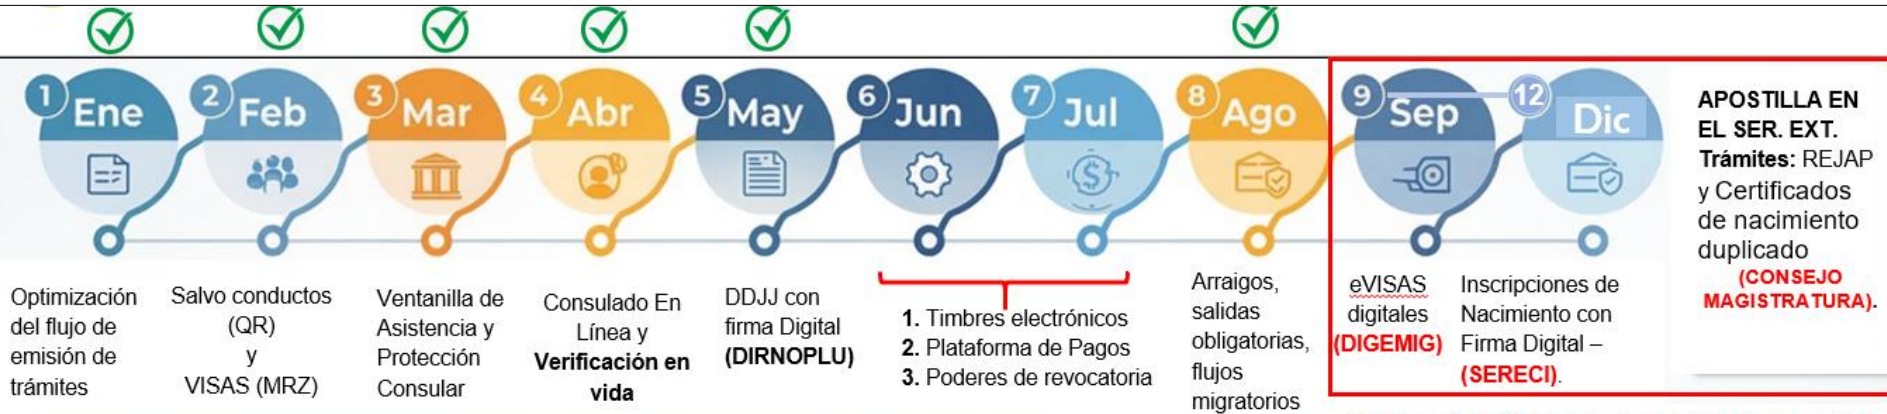 1
Ene
2
Feb
3
Mar
4
Abr
5
May
6
Jun
7
Jul
8
Ago
9
Sep
12
Dic
Optimización
del flujo de
emisión de
trámites
Salvo conductos
(QR)
y
VISAS (MRZ)
Ventanilla de
Asistencia y
Protección
Consular
Consulado En
Línea y
Verificación en
vida
DDJJ con
firma Digital
(DIRNOPLU)
1. Timbres electrónicos
2. Plataforma de Pagos
3. Poderes de revocatoria
Arraigos,
salidas
obligatorias,
flujos
migratorios
eVISAS
digitales
(DIGEMIG)
Inscripciones de
Nacimiento con
Firma Digital –
(SERECI).
APOSTILLA EN
EL SER. EXT.
Trámites: REJAP
y Certificados
de nacimiento
duplicado
(CONSEJO
MAGISTRATURA).